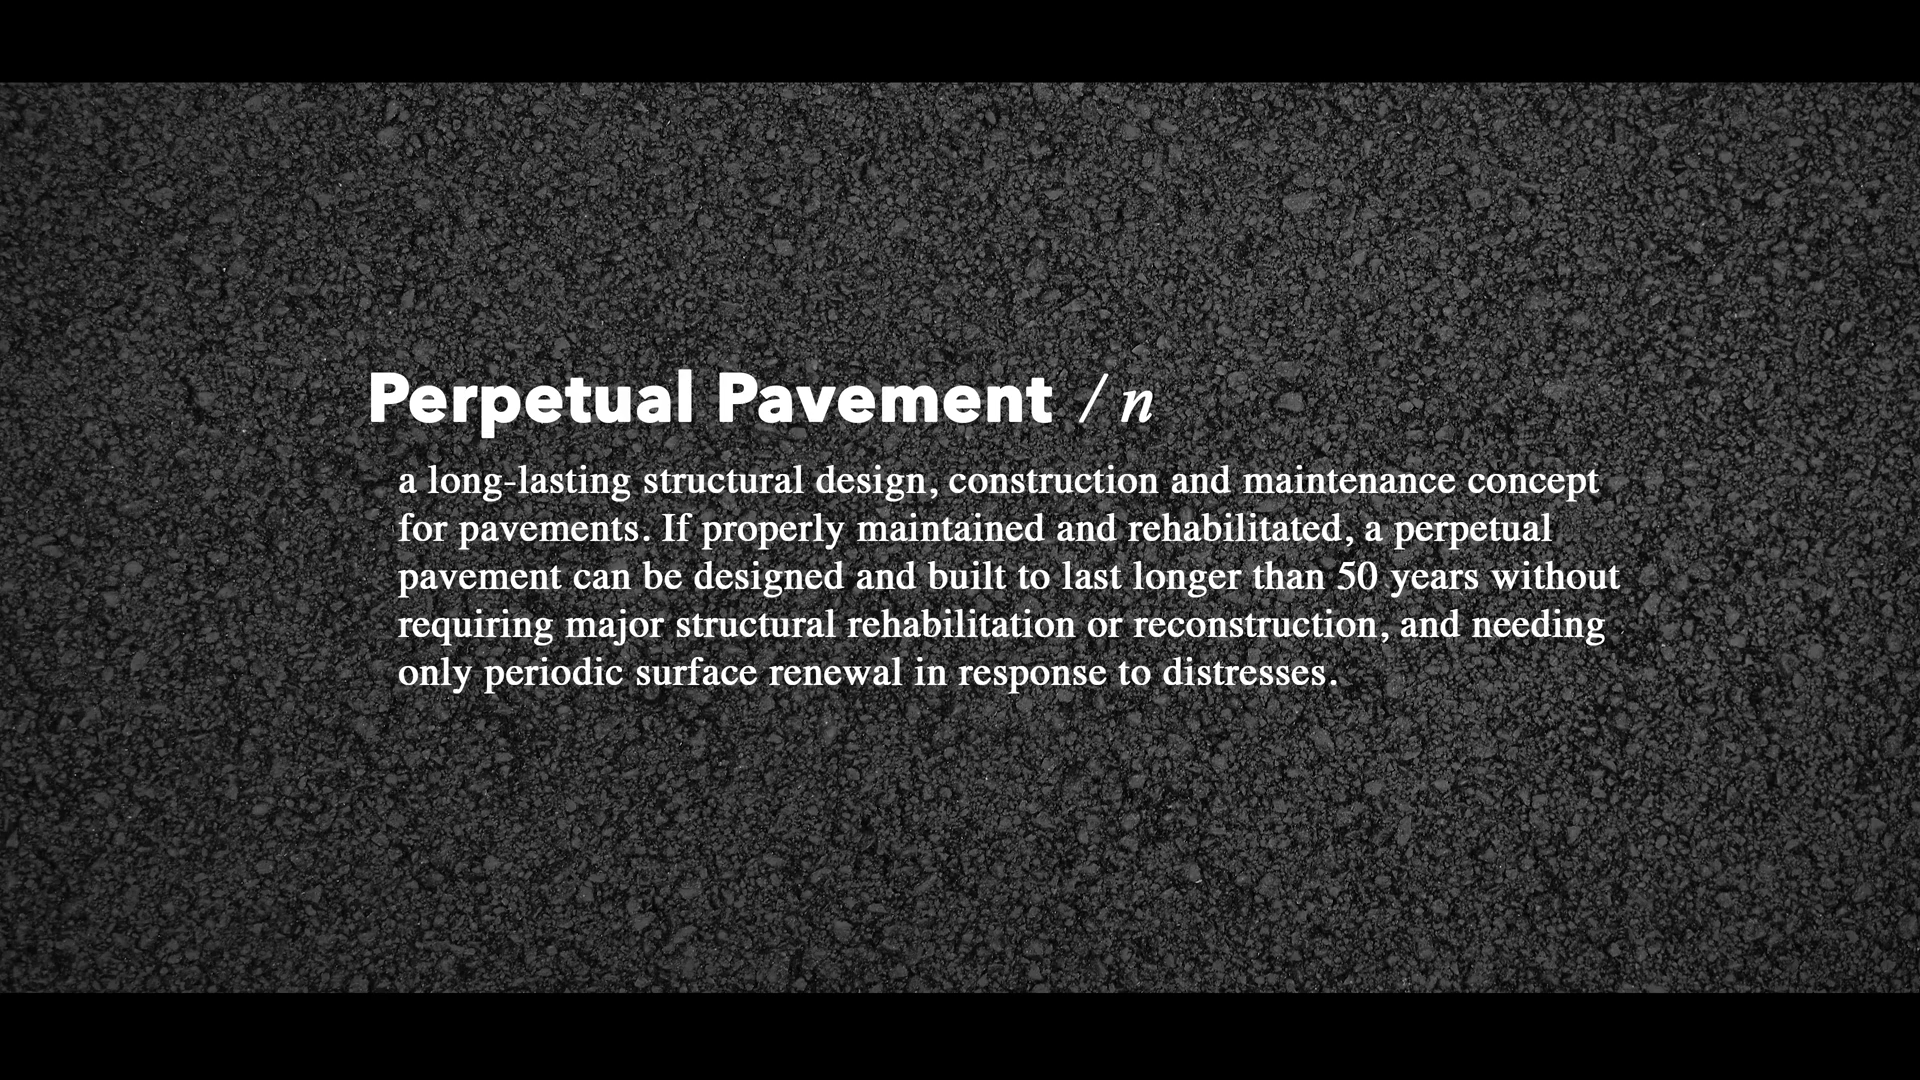 Perpetual Pavement / n
a long-lasting structural design, construction and maintenance concept
for pavements. If properly maintained and rehabilitated, a perpetual
pavement can be designed and built to last longer than 50 years without
requiring major structural rehabilitation or reconstruction, and needing
only periodic surface renewal in response to distresses.